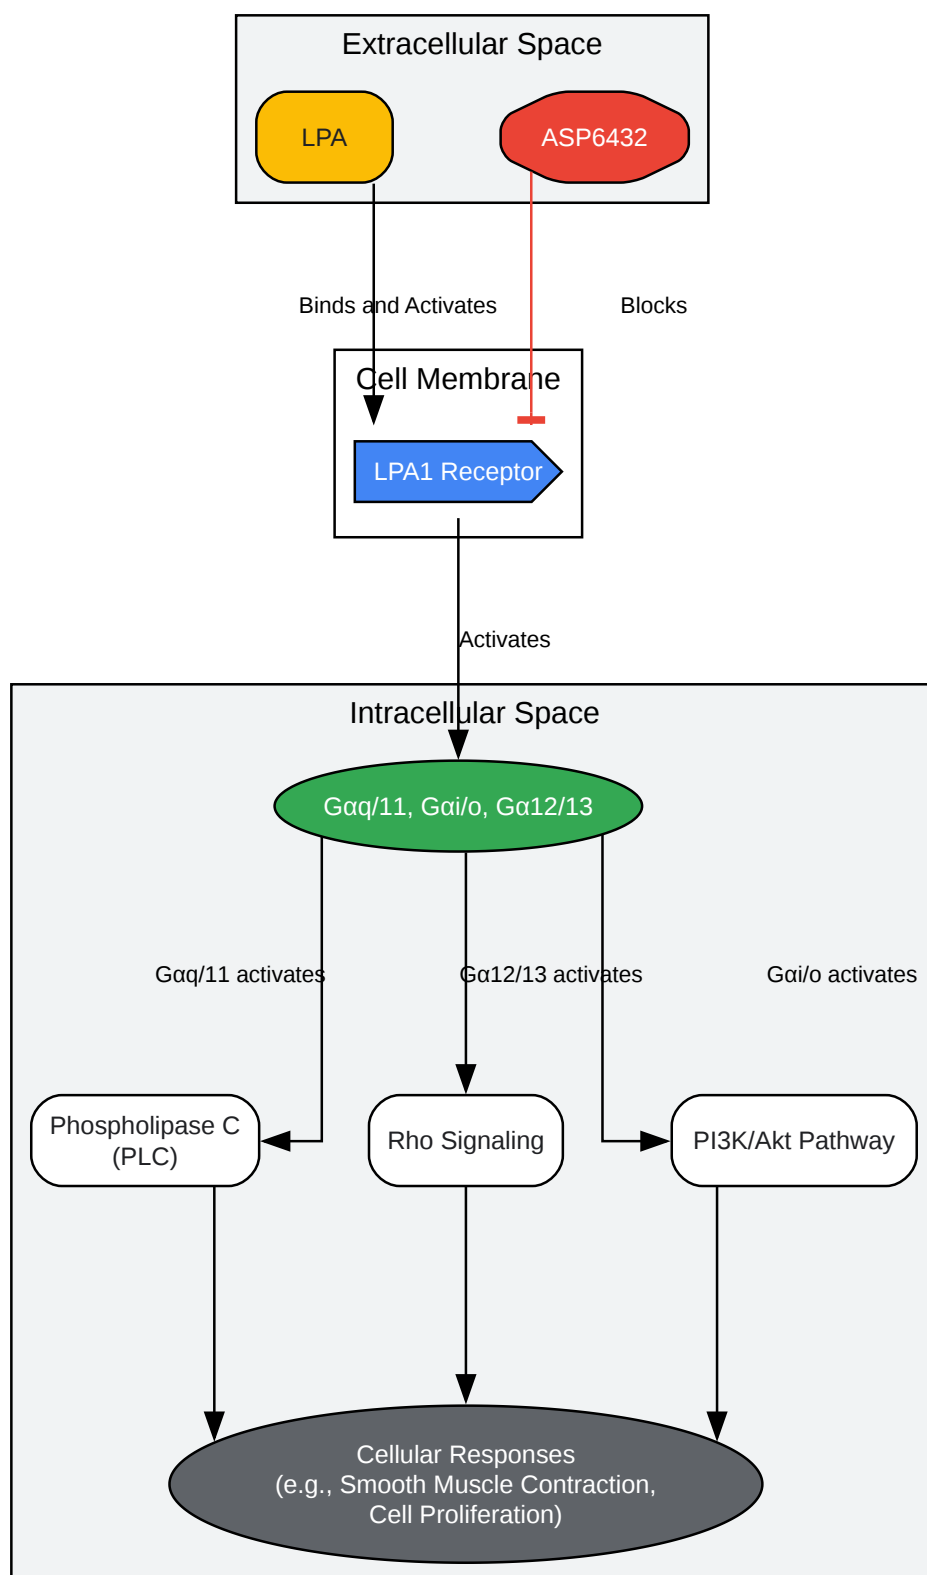 Extracellular Space
LPA
ASP6432
Binds and Activates
Blocks
Cell Membrane
LPA1 Receptor
Activates
Intracellular Space
Gαq/11, Gαi/o, Gα12/13
Gαq/11 activates
Gα12/13 activates
Gαi/o activates
Phospholipase C
(PLC)
Rho Signaling
PI3K/Akt Pathway
Cellular Responses
(e.g., Smooth Muscle Contraction,
Cell Proliferation)